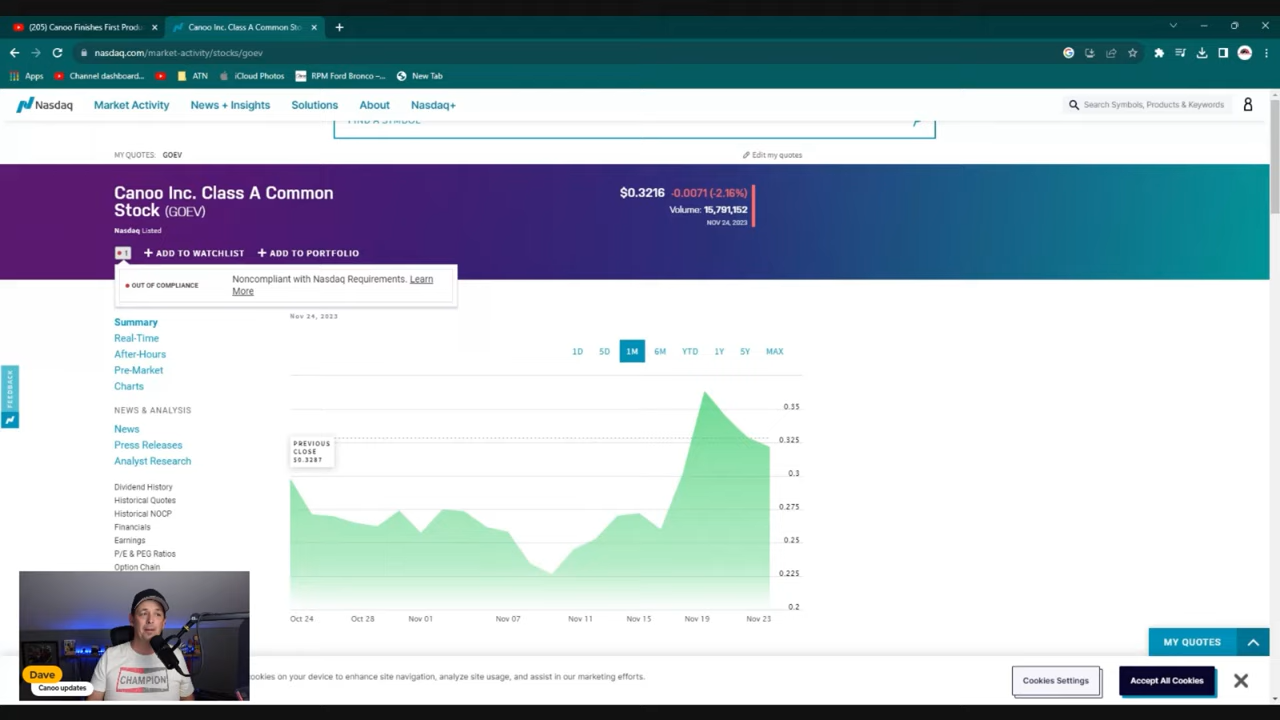 (205) Canoo Finishes First Produ
Canoo Inc. Class A Common Sto
nasdaq.com/market-activity/stocks/goev
Apps
Channel dashboard...
ATN
iCloud Photos
RPM Ford Bronco –...
New Tab
Nasdaq
Market Activity
News + Insights
Solutions
About
Nasdaq+
Search Symbols, Products & Keywords
FIND A SYMBOL
MY QUOTES: GOEV
Edit my quotes
Canoo Inc. Class A Common
Stock (GOEV)
Nasdaq Listed
$0.3216 -0.0071 (-2.16%)
Volume: 15,791,152
NOV 24, 2023
1
+ ADD TO WATCHLIST
+ ADD TO PORTFOLIO
OUT OF COMPLIANCE
Noncompliant with Nasdaq Requirements. Learn
More
Summary
Real-Time
After-Hours
Pre-Market
Charts
NEWS & ANALYSIS
News
Press Releases
Analyst Research
Dividend History
Historical Quotes
Historical NOCP
Financials
Earnings
P/E & PEG Ratios
Option Chain
Nov 24, 2023
1D 5D 1M 6M YTD 1Y 5Y MAX
PREVIOUS
CLOSE
$0.3287
0.35
0.325
0.3
0.275
0.25
0.225
0.2
Oct 24 Oct 28 Nov 01 Nov 07 Nov 11 Nov 15 Nov 19 Nov 23
FEEDBACK
MY QUOTES
cookies on your device to enhance site navigation, analyze site usage, and assist in our marketing efforts.
Cookies Settings
Accept All Cookies
CHAMPION
Dave
Canoo updates